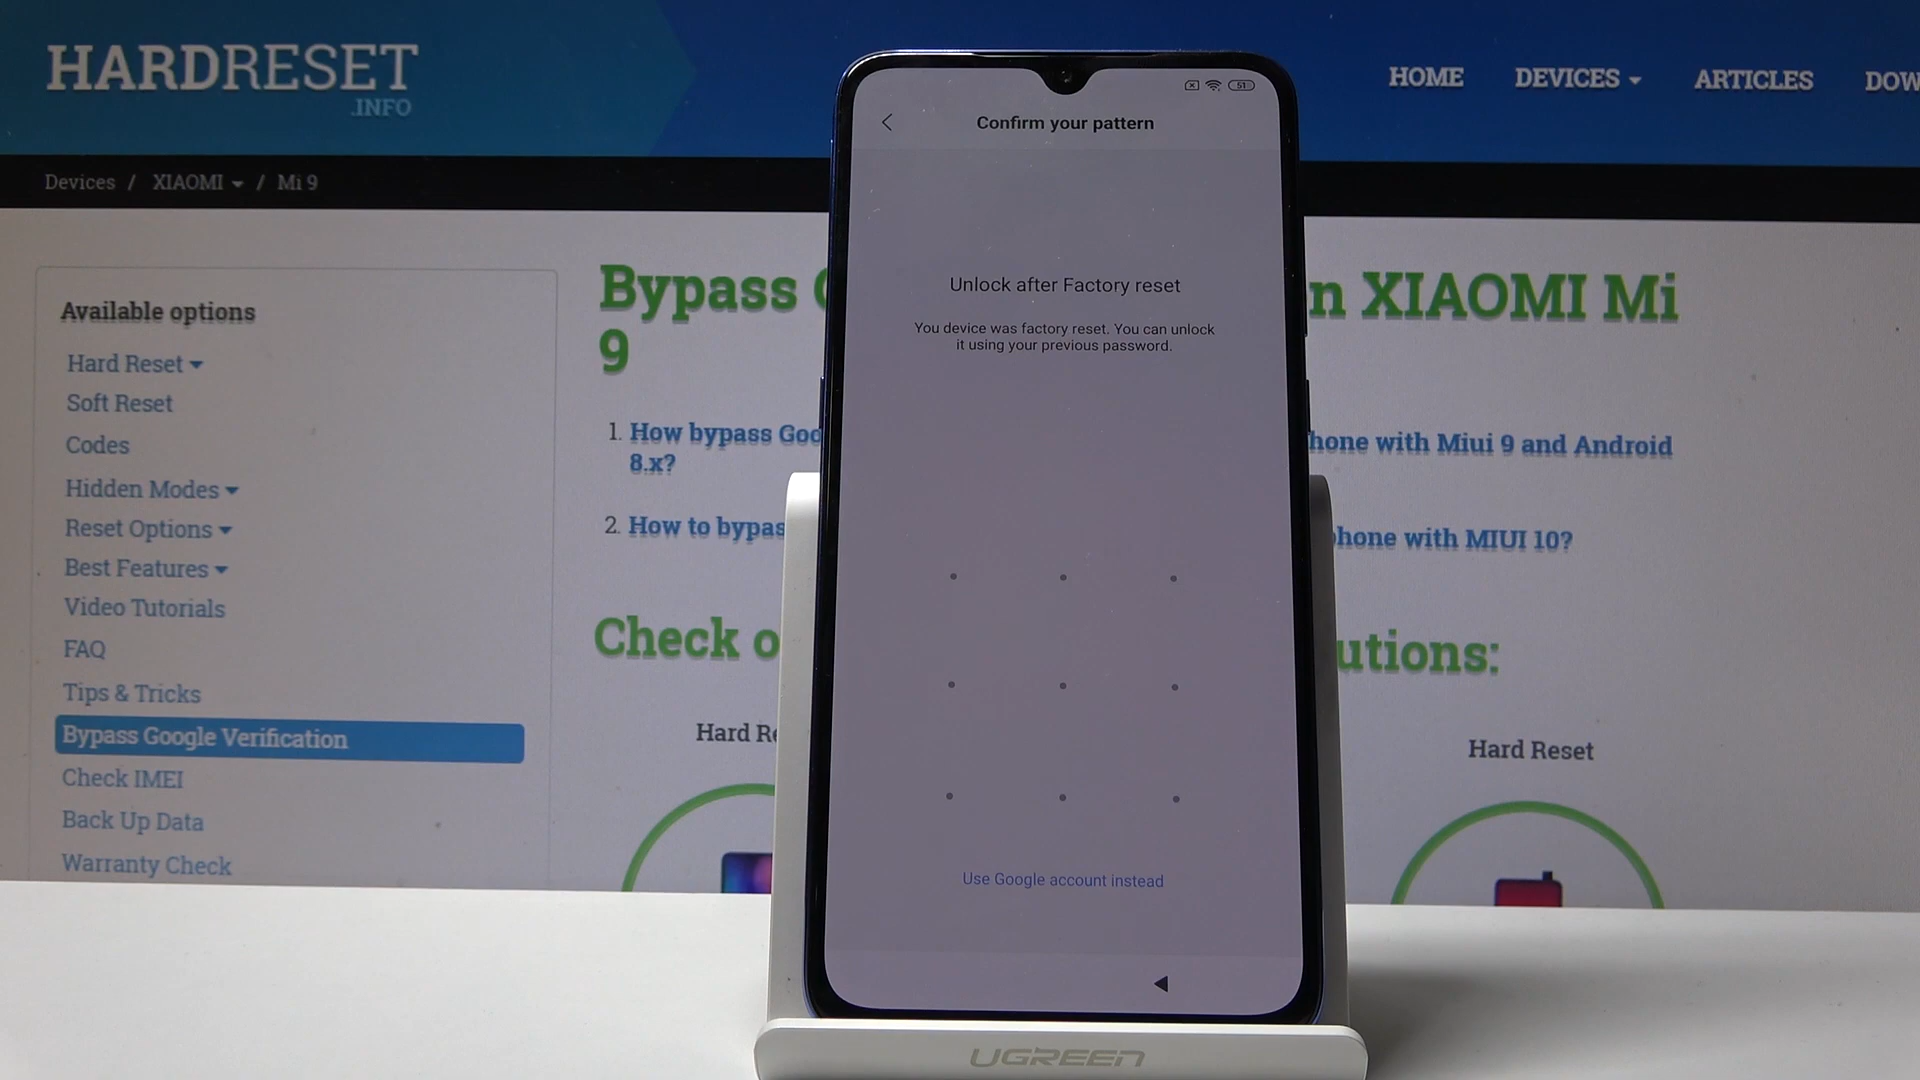 HARDRESET
.INFO
HOME DEVICES ARTICLES DOW
Devices / XIAOMI / Mi 9
Available options
Hard Reset
Soft Reset
Codes
Hidden Modes
Reset Options
Best Features
Video Tutorials
FAQ
Tips & Tricks
Bypass Google Verification
Check IMEI
Back Up Data
Warranty Check
Bypass G n XIAOMI Mi
9
1. How bypass Goo hone with Miui 9 and Android
8.x?
2. How to bypas hone with MIUI 10?
Check o utions:
Hard Re
Hard Reset
51
Confirm your pattern
Unlock after Factory reset
You device was factory reset. You can unlock
it using your previous password.
Use Google account instead
UGREEN